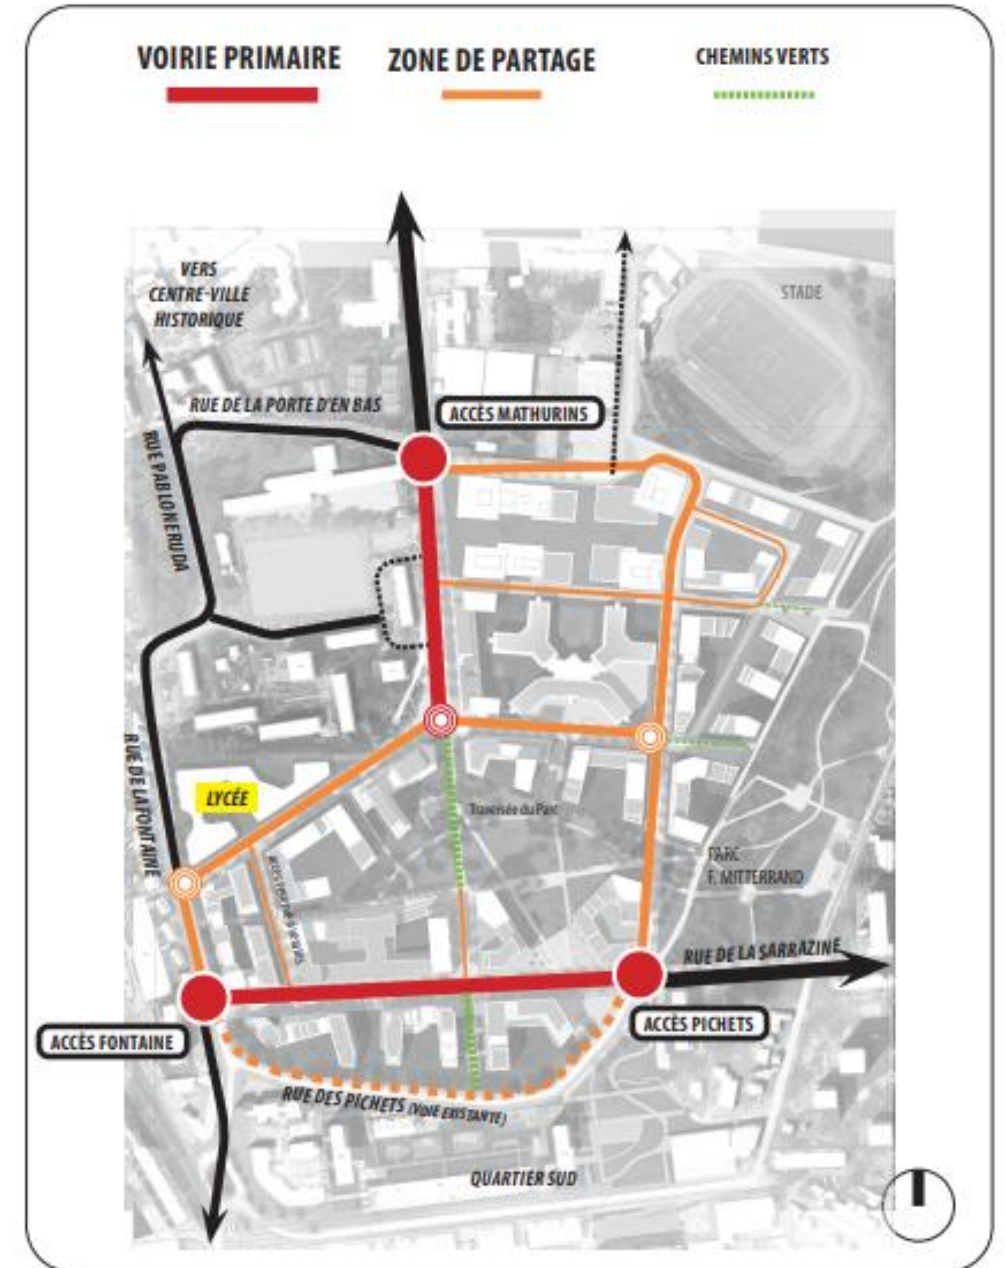 VOIRIE PRIMAIRE
ZONE DE PARTAGE
CHEMINS VERTS
VERS
CENTRE-VILLE
HISTORIQUE
STADE
RUE DE LA PORTE D'EN BAS
ACCÈS MATHURINS
RUE PABLO NERUDA
RUE DE LA FONTAINE
LYCÉE
Traversée du Parc
PARC
F. MITTERRAND
RUE DE LA SARRAZINE
ACCÈS PICHETS
ACCÈS FONTAINE
RUE DES PICHETS (VOIE EXISTANTE)
QUARTIER SUD